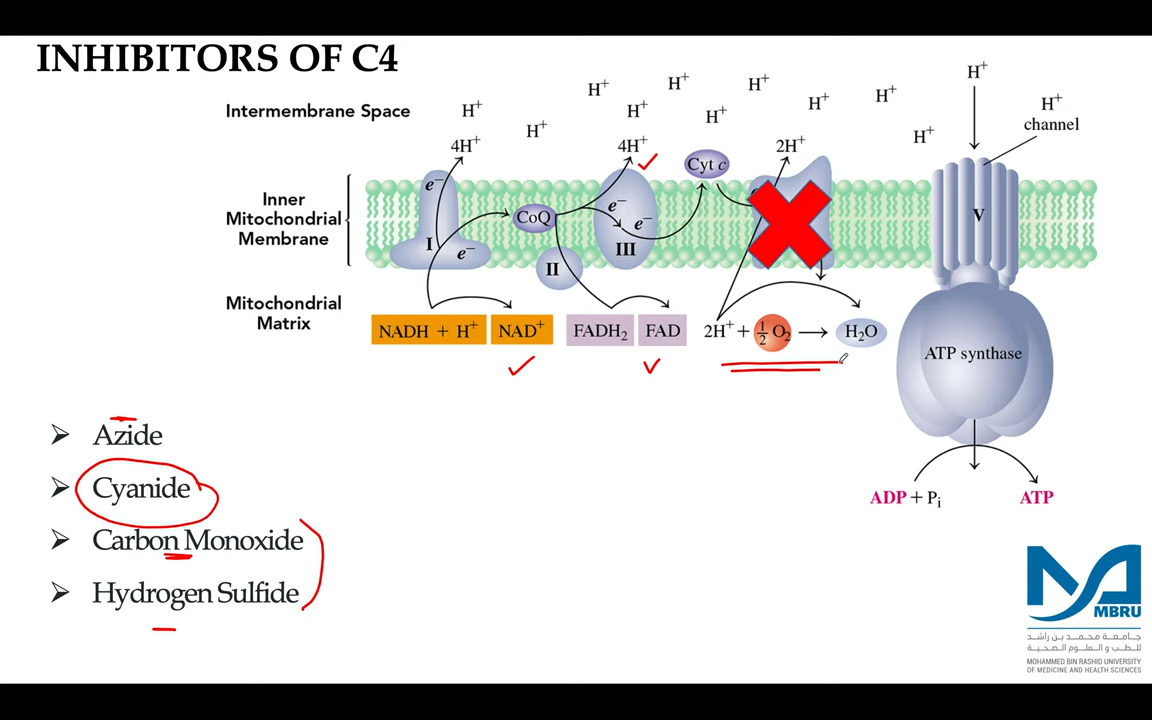 INHIBITORS OF C4
Intermembrane Space
H⁺ H⁺ H⁺ H⁺ H⁺ H⁺ H⁺ H⁺ H⁺ H⁺
H⁺
H⁺
channel
4H⁺
4H⁺
2H⁺
Cyt c
Inner
Mitochondrial
Membrane
e⁻
I
e⁻
CoQ
II
e⁻
e⁻
III
V
Mitochondrial
Matrix
NADH + H⁺ NAD⁺ FADH₂ FAD 2H⁺ + ½ O₂ → H₂O
ATP synthase
ADP + Pᵢ ATP
➢ Azide
➢ Cyanide
➢ Carbon Monoxide
➢ Hydrogen Sulfide
MBRU
جامعة محمد بن راشد
للطب و العلوم الصحية
MOHAMMED BIN RASHID UNIVERSITY
OF MEDICINE AND HEALTH SCIENCES